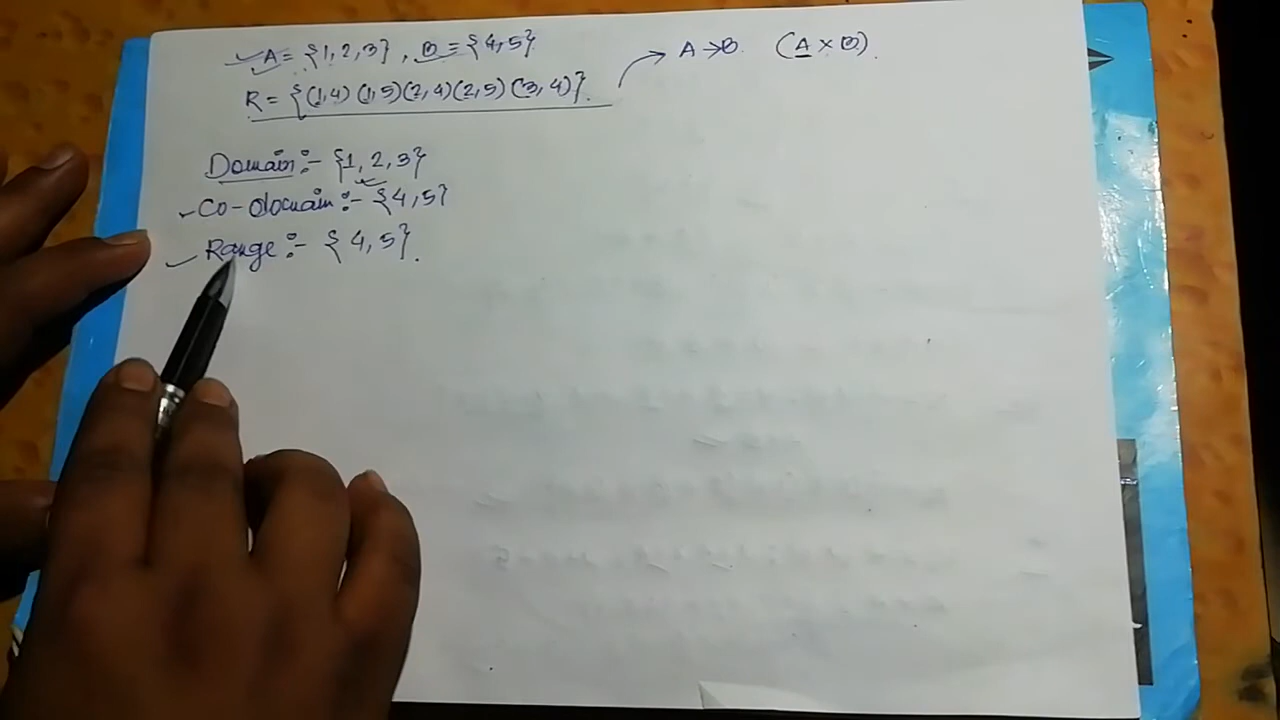 A = {1, 2, 3}, B = {4, 5} → A→B. (A × B).
R = {(1,4) (1,5) (2,4) (2,5) (3,4)}.
Domain :- {1, 2, 3}
Co-domain :- {4, 5}
Range :- {4, 5}.